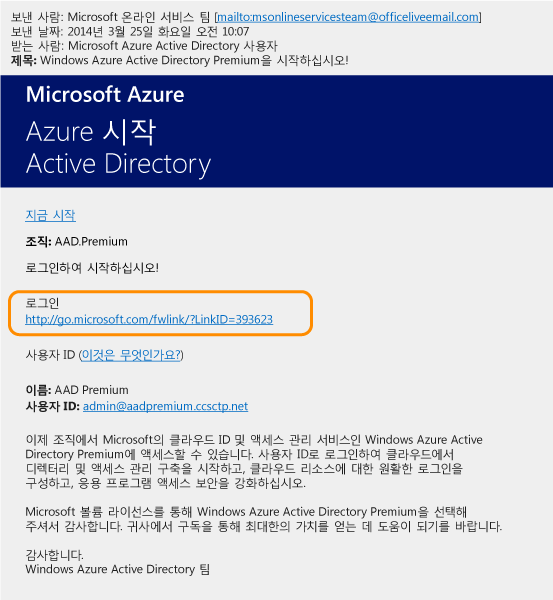 보낸 사람: Microsoft 온라인 서비스 팀 [mailto:msonlineservicesteam@officeliveemail.com]
보낸 날짜: 2014년 3월 25일 화요일 오전 10:07
받는 사람: Microsoft Azure Active Directory 사용자
제목: Windows Azure Active Directory Premium을 시작하십시오!
Microsoft Azure
Azure 시작
Active Directory
지금 시작
조직: AAD.Premium
로그인하여 시작하십시오!
로그인
http://go.microsoft.com/fwlink/?LinkID=393623
사용자 ID (이것은 무엇인가요?)
이름: AAD Premium
사용자 ID: admin@aadpremium.ccsctp.net
이제 조직에서 Microsoft의 클라우드 ID 및 액세스 관리 서비스인 Windows Azure Active
Directory Premium에 액세스할 수 있습니다. 사용자 ID로 로그인하여 클라우드에서
디렉터리 및 액세스 관리 구축을 시작하고, 클라우드 리소스에 대한 원활한 로그인을
구성하고, 응용 프로그램 액세스 보안을 강화하십시오.
Microsoft 볼륨 라이선스를 통해 Windows Azure Active Directory Premium을 선택해
주셔서 감사합니다. 귀사에서 구독을 통해 최대한의 가치를 얻는 데 도움이 되기를 바랍니다.
감사합니다.
Windows Azure Active Directory 팀